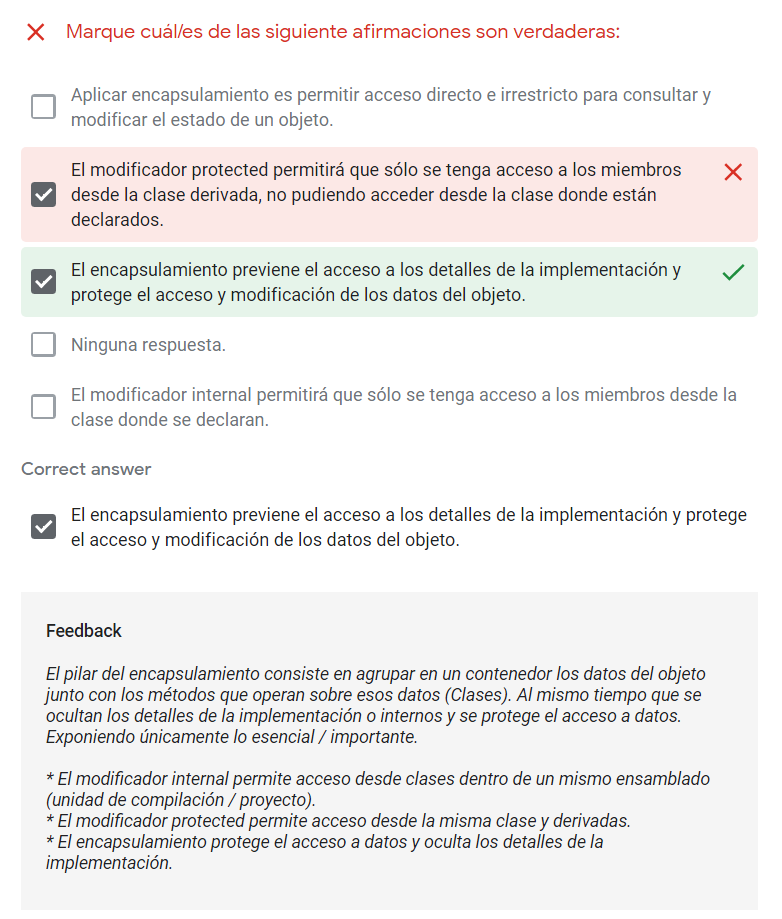 Marque cuál/es de las siguiente afirmaciones son verdaderas:
Aplicar encapsulamiento es permitir acceso directo e irrestricto para consultar y
modificar el estado de un objeto.
El modificador protected permitirá que sólo se tenga acceso a los miembros
desde la clase derivada, no pudiendo acceder desde la clase donde están
declarados.
El encapsulamiento previene el acceso a los detalles de la implementación y
protege el acceso y modificación de los datos del objeto.
Ninguna respuesta.
El modificador internal permitirá que sólo se tenga acceso a los miembros desde la
clase donde se declaran.
Correct answer
El encapsulamiento previene el acceso a los detalles de la implementación y protege
el acceso y modificación de los datos del objeto.
Feedback
El pilar del encapsulamiento consiste en agrupar en un contenedor los datos del objeto
junto con los métodos que operan sobre esos datos (Clases). Al mismo tiempo que se
ocultan los detalles de la implementación o internos y se protege el acceso a datos.
Exponiendo únicamente lo esencial / importante.
* El modificador internal permite acceso desde clases dentro de un mismo ensamblado
(unidad de compilación / proyecto).
* El modificador protected permite acceso desde la misma clase y derivadas.
* El encapsulamiento protege el acceso a datos y oculta los detalles de la
implementación.